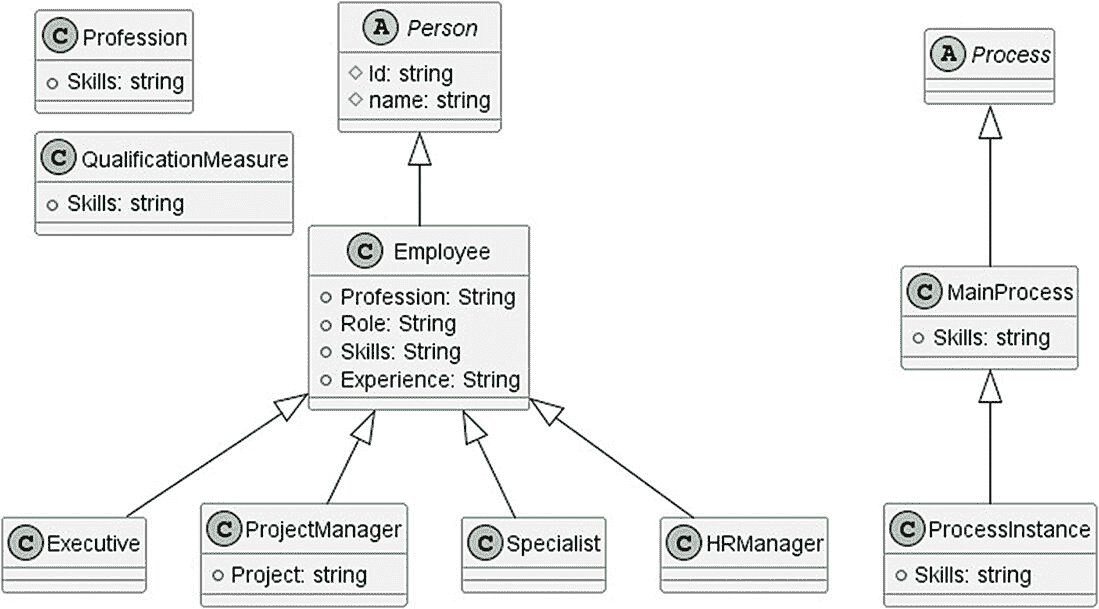 C Profession
Skills: string
C QualificationMeasure
Skills: string
A Person
Id: string
name: string
C Employee
Profession: String
Role: String
Skills: String
Experience: String
C Executive
C ProjectManager
Project: string
C Specialist
C HRManager
A Process
C MainProcess
Skills: string
C ProcessInstance
Skills: string